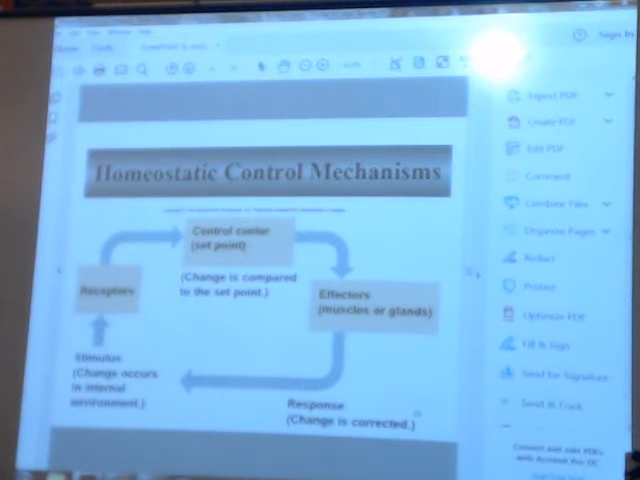 Sign In
Export PDF
Create PDF
Edit PDF
Comment
Combine Files
Organize Pages
Redact
Protect
Optimize PDF
Fill & Sign
Send for Signature
Send & Track
Homeostatic Control Mechanisms
Control center
(set point)
(Change is compared
to the set point.)
Receptors
Effectors
(muscles or glands)
Stimulus
(Change occurs
in internal
environment.)
Response
(Change is corrected.)